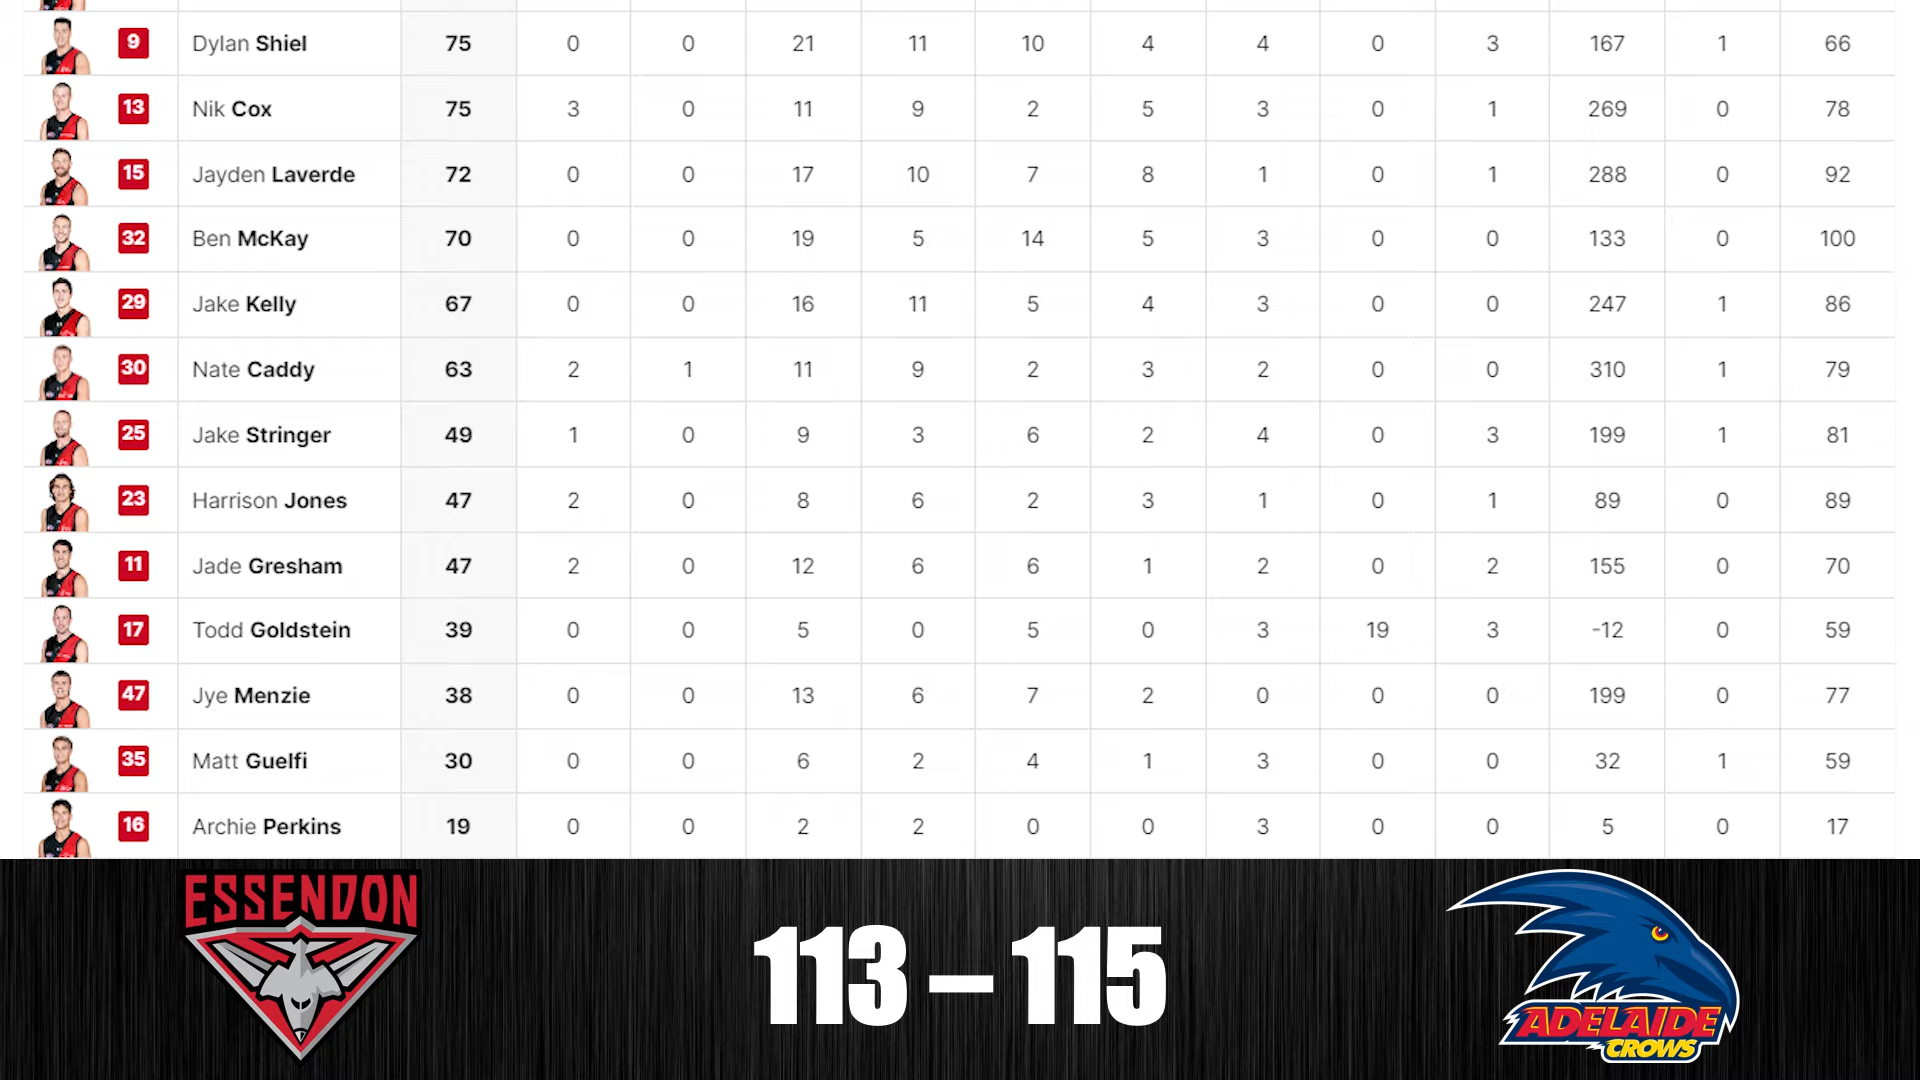 9 Dylan Shiel 75 0 0 21 11 10 4 4 0 3 167 1 66
13 Nik Cox 75 3 0 11 9 2 5 3 0 1 269 0 78
15 Jayden Laverde 72 0 0 17 10 7 8 1 0 1 288 0 92
32 Ben McKay 70 0 0 19 5 14 5 3 0 0 133 0 100
29 Jake Kelly 67 0 0 16 11 5 4 3 0 0 247 1 86
30 Nate Caddy 63 2 1 11 9 2 3 2 0 0 310 1 79
25 Jake Stringer 49 1 0 9 3 6 2 4 0 3 199 1 81
23 Harrison Jones 47 2 0 8 6 2 3 1 0 1 89 0 89
11 Jade Gresham 47 2 0 12 6 6 1 2 0 2 155 0 70
17 Todd Goldstein 39 0 0 5 0 5 0 3 19 3 -12 0 59
47 Jye Menzie 38 0 0 13 6 7 2 0 0 0 199 0 77
35 Matt Guelfi 30 0 0 6 2 4 1 3 0 0 32 1 59
16 Archie Perkins 19 0 0 2 2 0 0 3 0 0 5 0 17
ESSENDON
113 – 115
ADELAIDE
CROWS